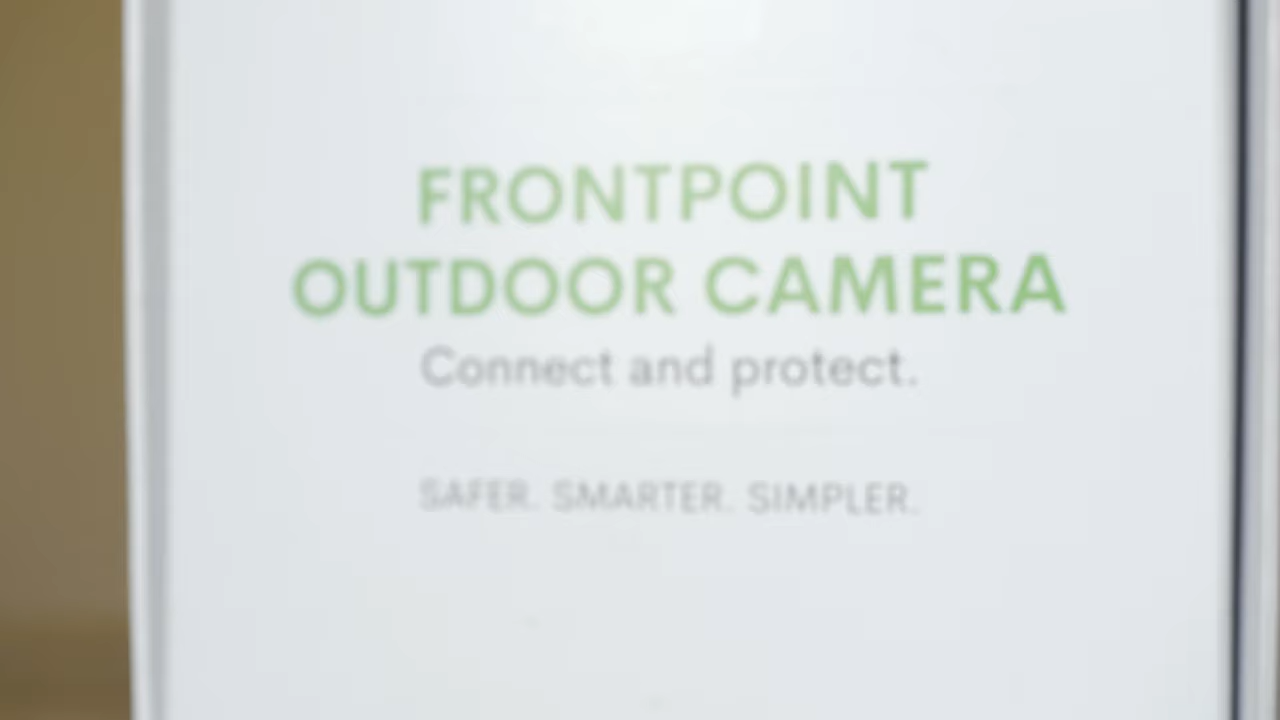 FRONTPOINT
OUTDOOR CAMERA
Connect and protect.
SAFER. SMARTER. SIMPLER.